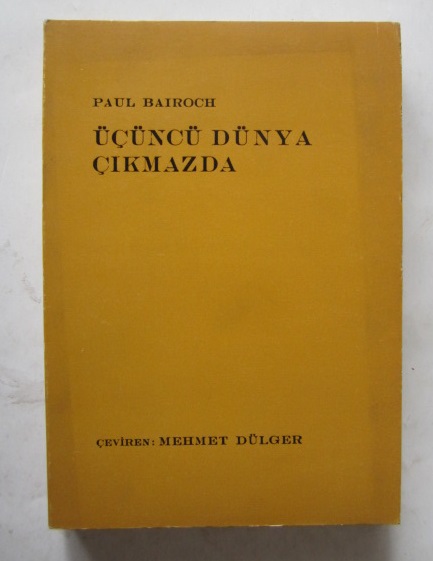 PAUL BAIROCH
ÜÇÜNCÜ DÜNYA
ÇIKMAZDA
ÇEVİREN: MEHMET DÜLGER